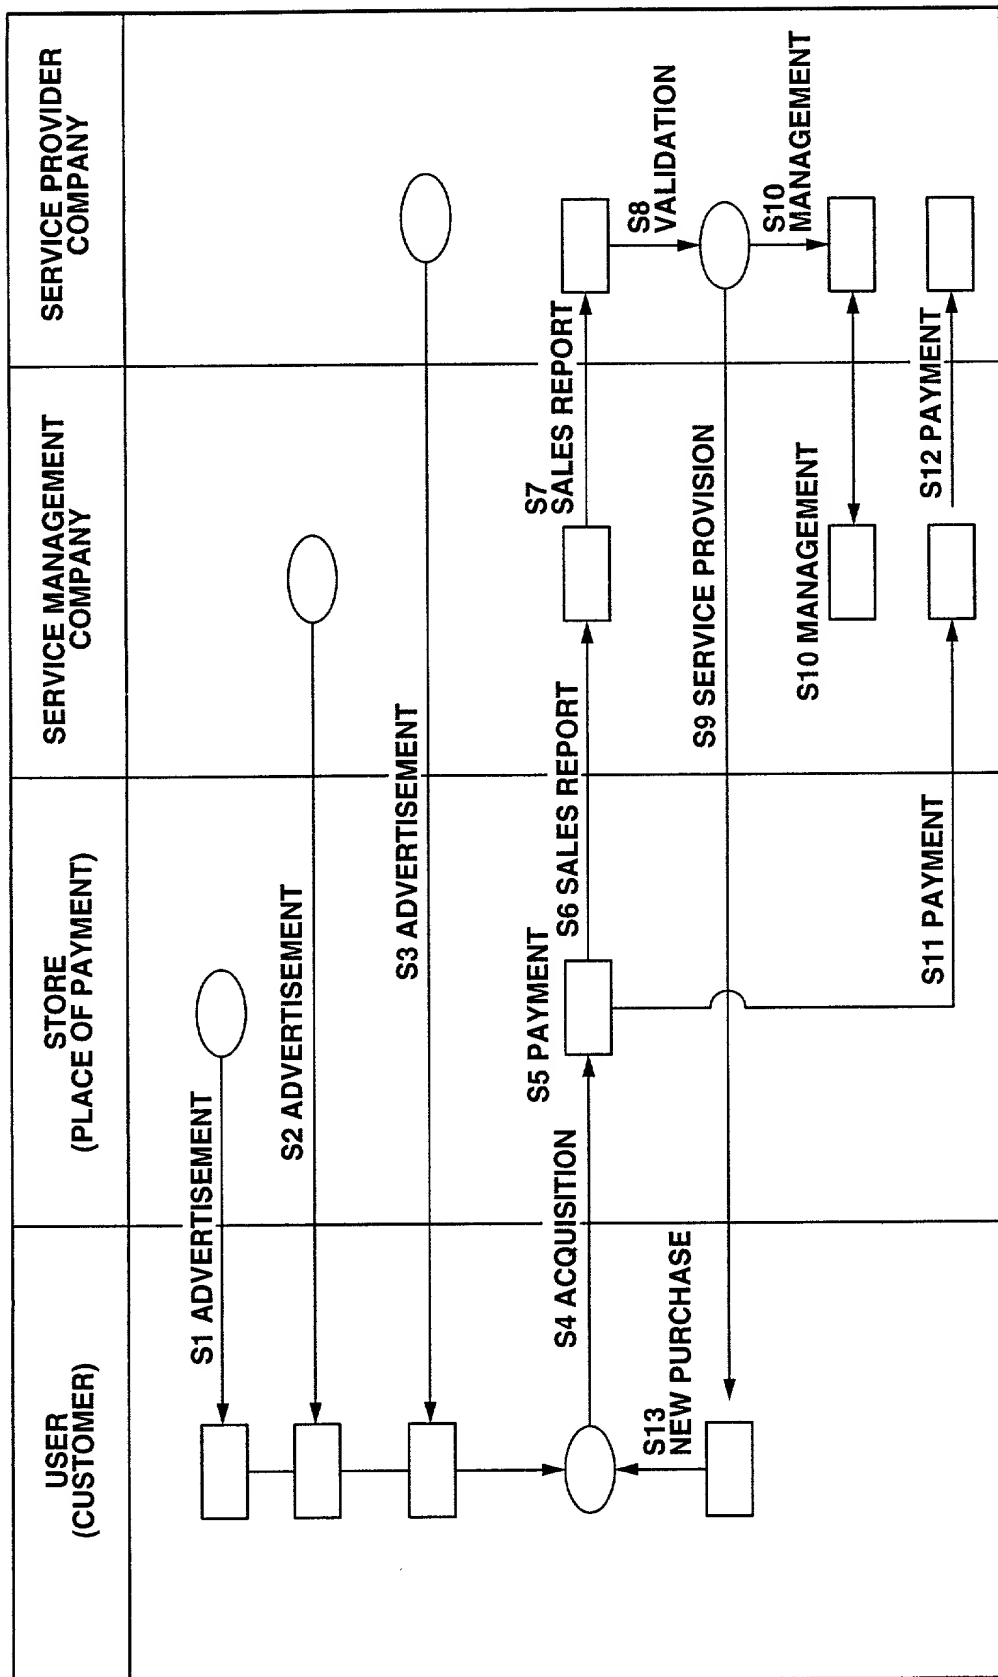 USER
(CUSTOMER)
STORE
(PLACE OF PAYMENT)
SERVICE MANAGEMENT
COMPANY
SERVICE PROVIDER
COMPANY
S1 ADVERTISEMENT
S2 ADVERTISEMENT
S3 ADVERTISEMENT
S4 ACQUISITION
S5 PAYMENT
S6 SALES REPORT
S7
SALES REPORT
S8
VALIDATION
S13
NEW PURCHASE
S9 SERVICE PROVISION
S10
MANAGEMENT
S10 MANAGEMENT
S11 PAYMENT
S12 PAYMENT